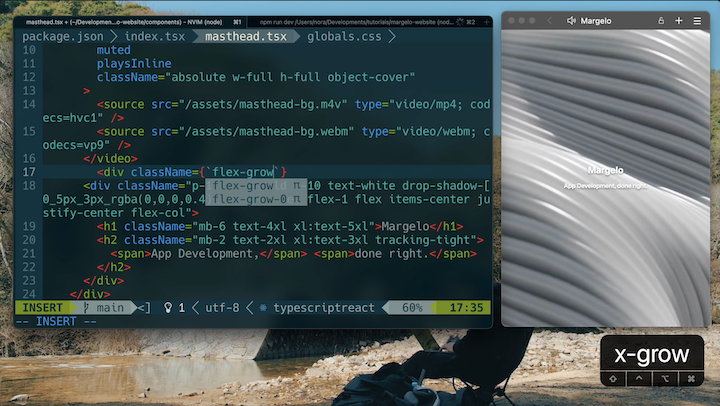 masthead.tsx + (~/Developments/...o-website/components) - NVIM (node) ⌘1
npm run dev /Users/nora/Developments/tutorials/margelo-website (nod... ⌘2 +
package.json > index.tsx > masthead.tsx > globals.css >
10 muted
11 playsInline
12 className="absolute w-full h-full object-cover"
13 >
14 <source src="/assets/masthead-bg.m4v" type="video/mp4; cod
ecs=hvc1" />
15 <source src="/assets/masthead-bg.webm" type="video/webm; c
odecs=vp9" />
16 </video>
17 <div className={`flex-grow`}
18 <div className="p- 10 text-white drop-shadow-[
flex-grow
0_5px_3px_rgba(0,0,0,0.4 flex-1 flex items-center ju
flex-grow-0
stify-center flex-col">
19 <h1 className="mb-6 text-4xl xl:text-5xl">Margelo</h1>
20 <h2 className="mb-2 text-2xl xl:text-3xl tracking-tight">
21 <span>App Development,</span> <span>done right.</span>
22 </h2>
23 </div>
24 </div>
INSERT main <] 1 < utf-8 < typescriptreact 60% 17:35
-- INSERT --
Margelo
Margelo
App Development, done right.
x-grow
⇧ ^ ⌥ ⌘